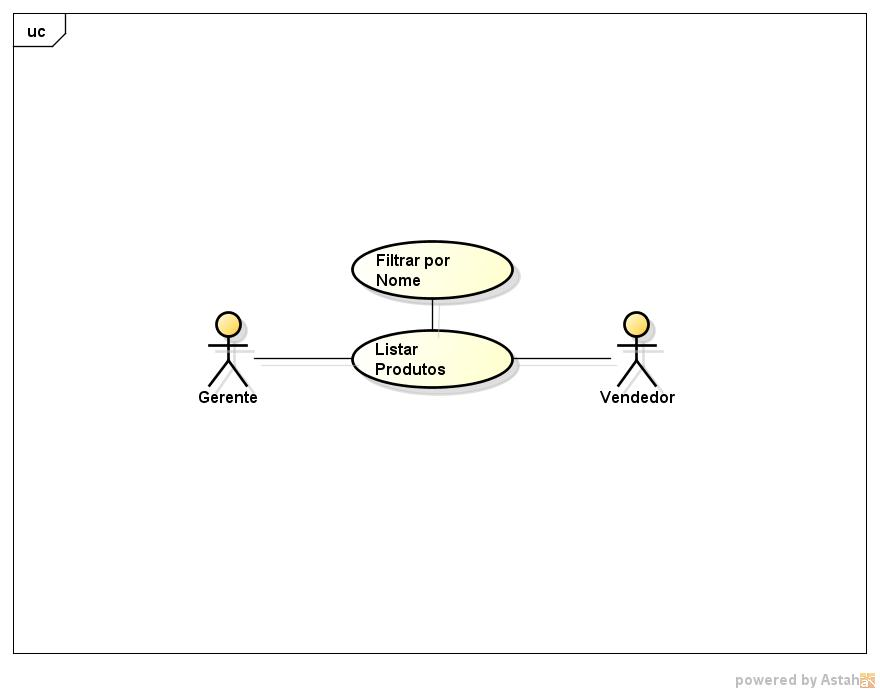 uc
Filtrar por
Nome
Listar
Produtos
Gerente
Vendedor
powered by Astah